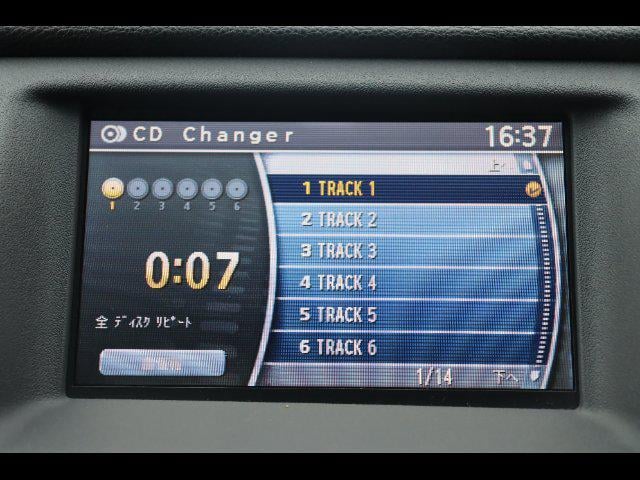 CD Changer 16:37
上へ
1 TRACK 1
1 2 3 4 5 6
2 TRACK 2
3 TRACK 3
0:07
4 TRACK 4
全 ディスク リピート
5 TRACK 5
6 TRACK 6
1/14 下へ